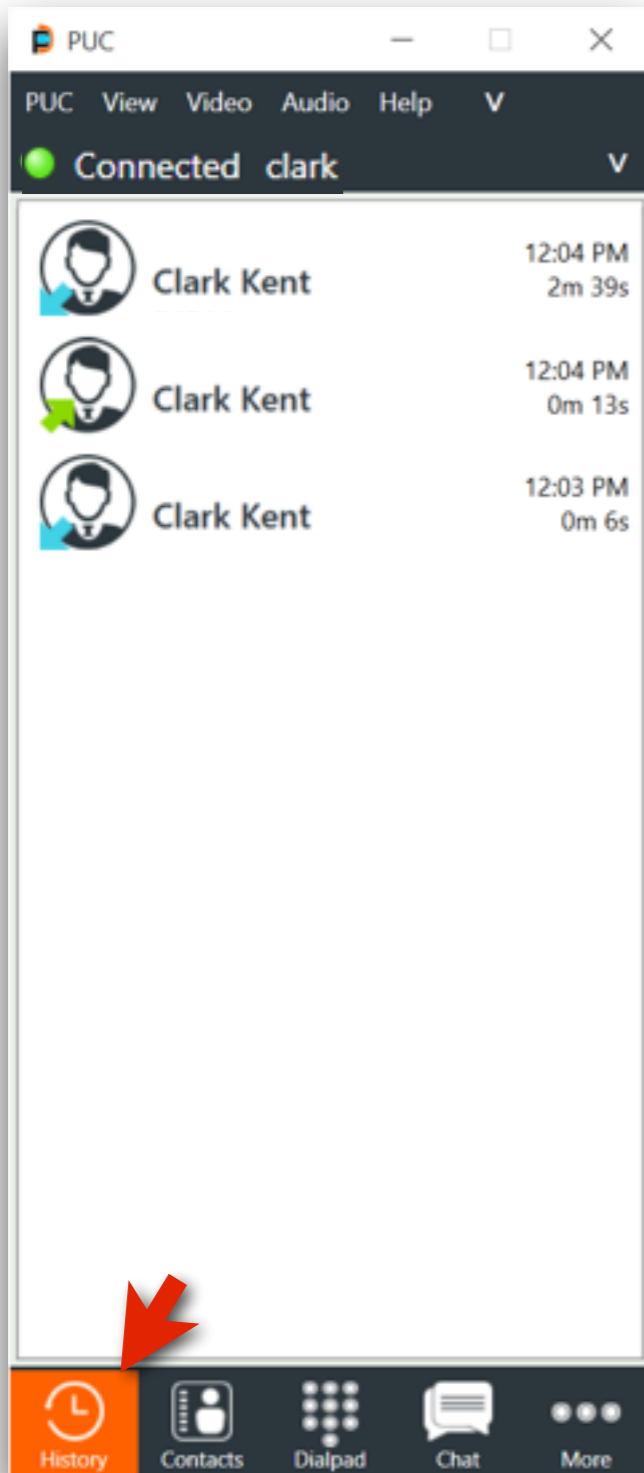 PUC
PUC View Video Audio Help V
Connected clark V
Clark Kent 12:04 PM
2m 39s
Clark Kent 12:04 PM
0m 13s
Clark Kent 12:03 PM
0m 6s
History Contacts Dialpad Chat More